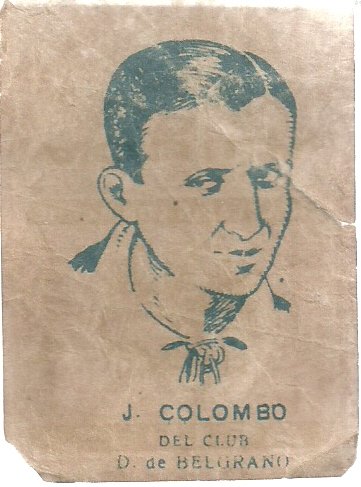 J. COLOMBO
DEL CLUB
D. de BELGRANO